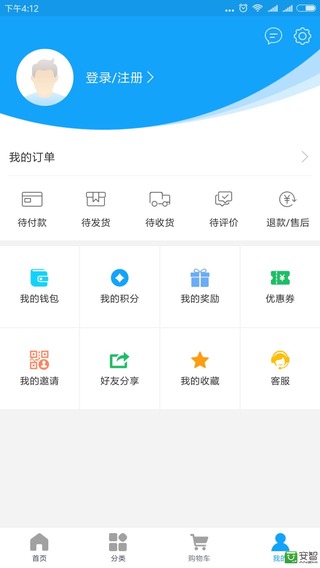 下午4:12
登录/注册
我的订单
待付款 待发货 待收货 待评价 退款/售后
我的钱包 我的积分 我的奖励 优惠券
我的邀请 好友分享 我的收藏 客服
首页 分类 购物车 我的
安智